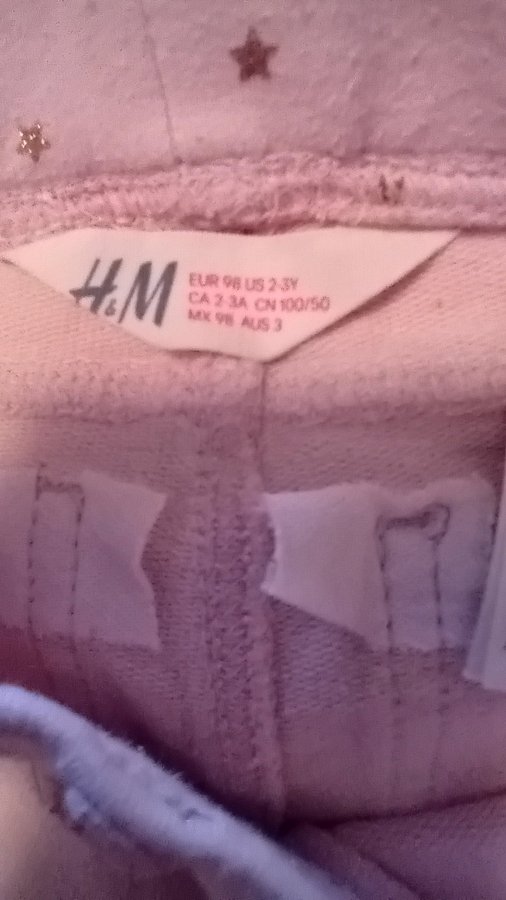 H&M
EUR 98 US 2-3Y
CA 2-3A CN 100/50
MX 98 AUS 3